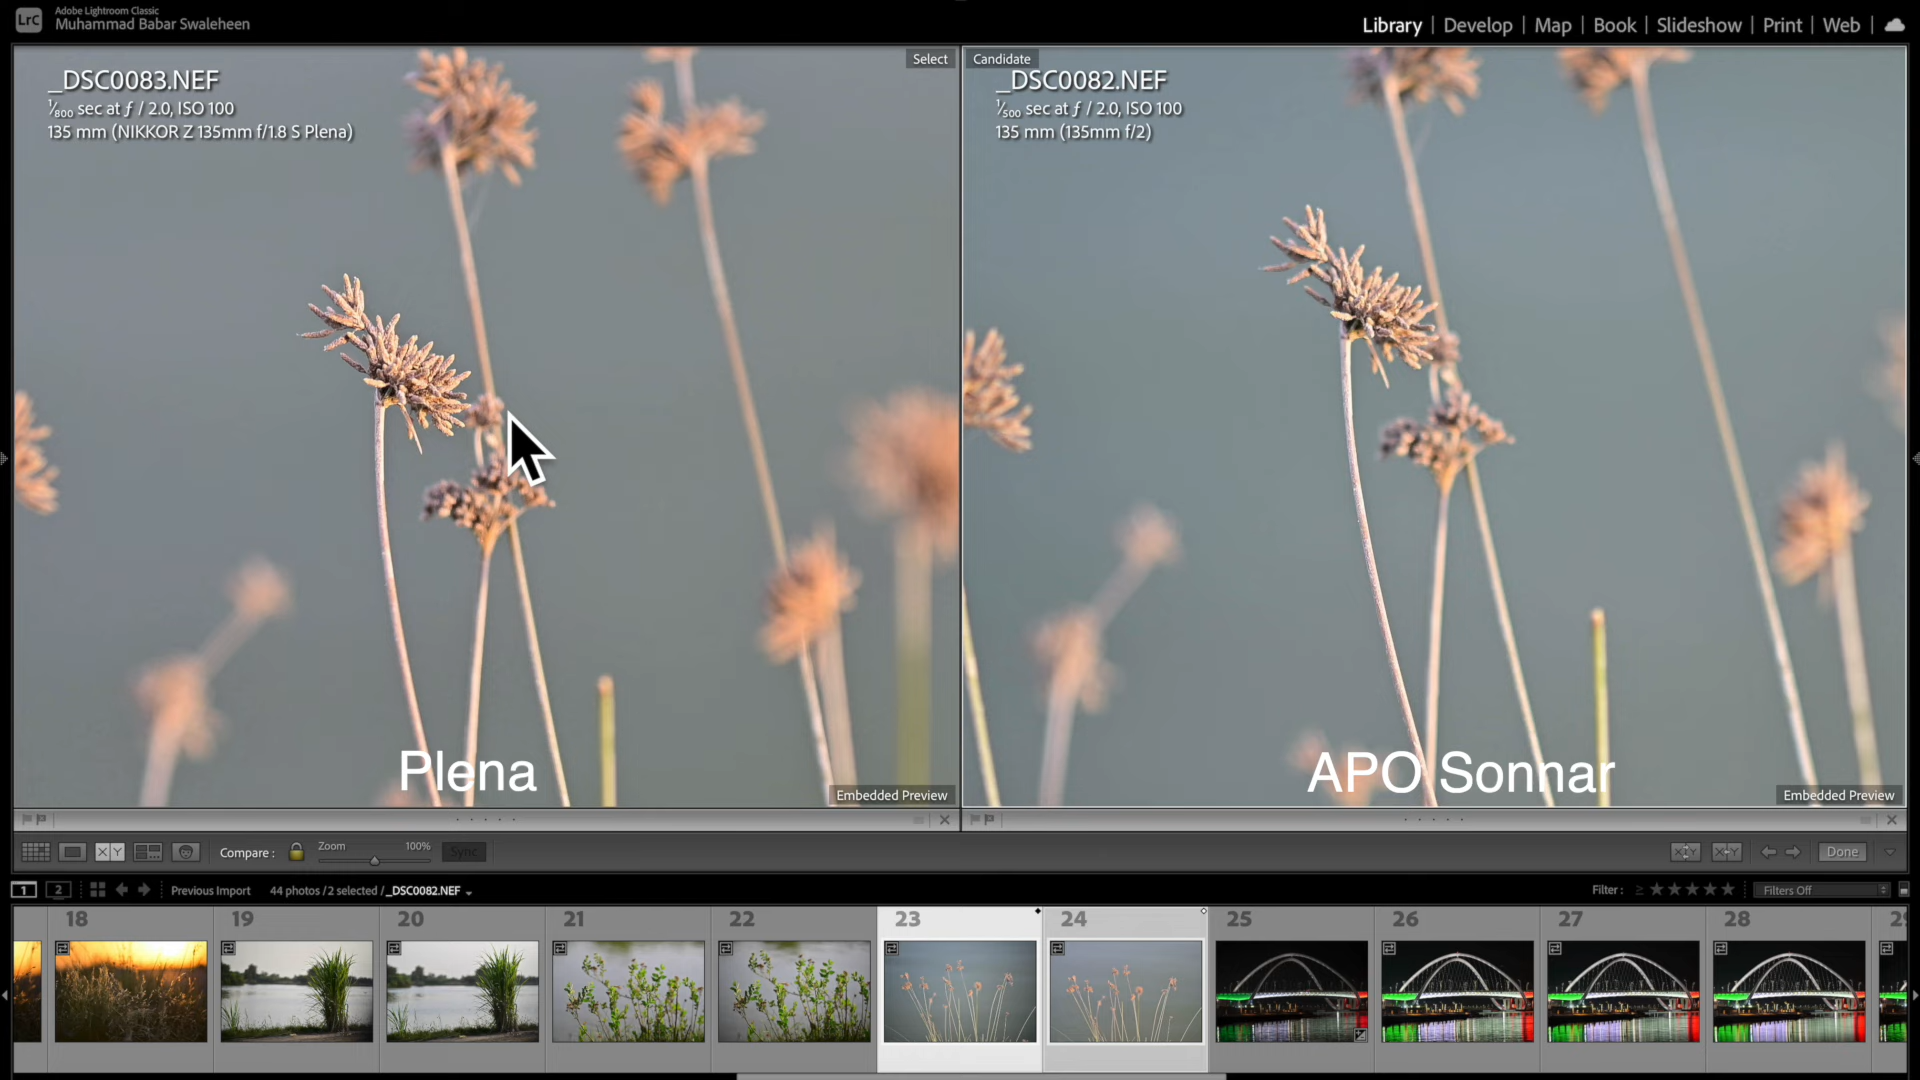 LrC
Adobe Lightroom Classic
Muhammad Babar Swaleheen
Library | Develop | Map | Book | Slideshow | Print | Web
_DSC0083.NEF
1/800 sec at ƒ / 2.0, ISO 100
135 mm (NIKKOR Z 135mm f/1.8 S Plena)
Select
Candidate
_DSC0082.NEF
1/500 sec at ƒ / 2.0, ISO 100
135 mm (135mm f/2)
Plena
Embedded Preview
APO Sonnar
Embedded Preview
XY
Compare :
Zoom
100%
Sync
Done
1
2
Previous Import
44 photos / 2 selected / _DSC0082.NEF
Filter :
Filters Off
18
19
20
21
22
23
24
25
26
27
28